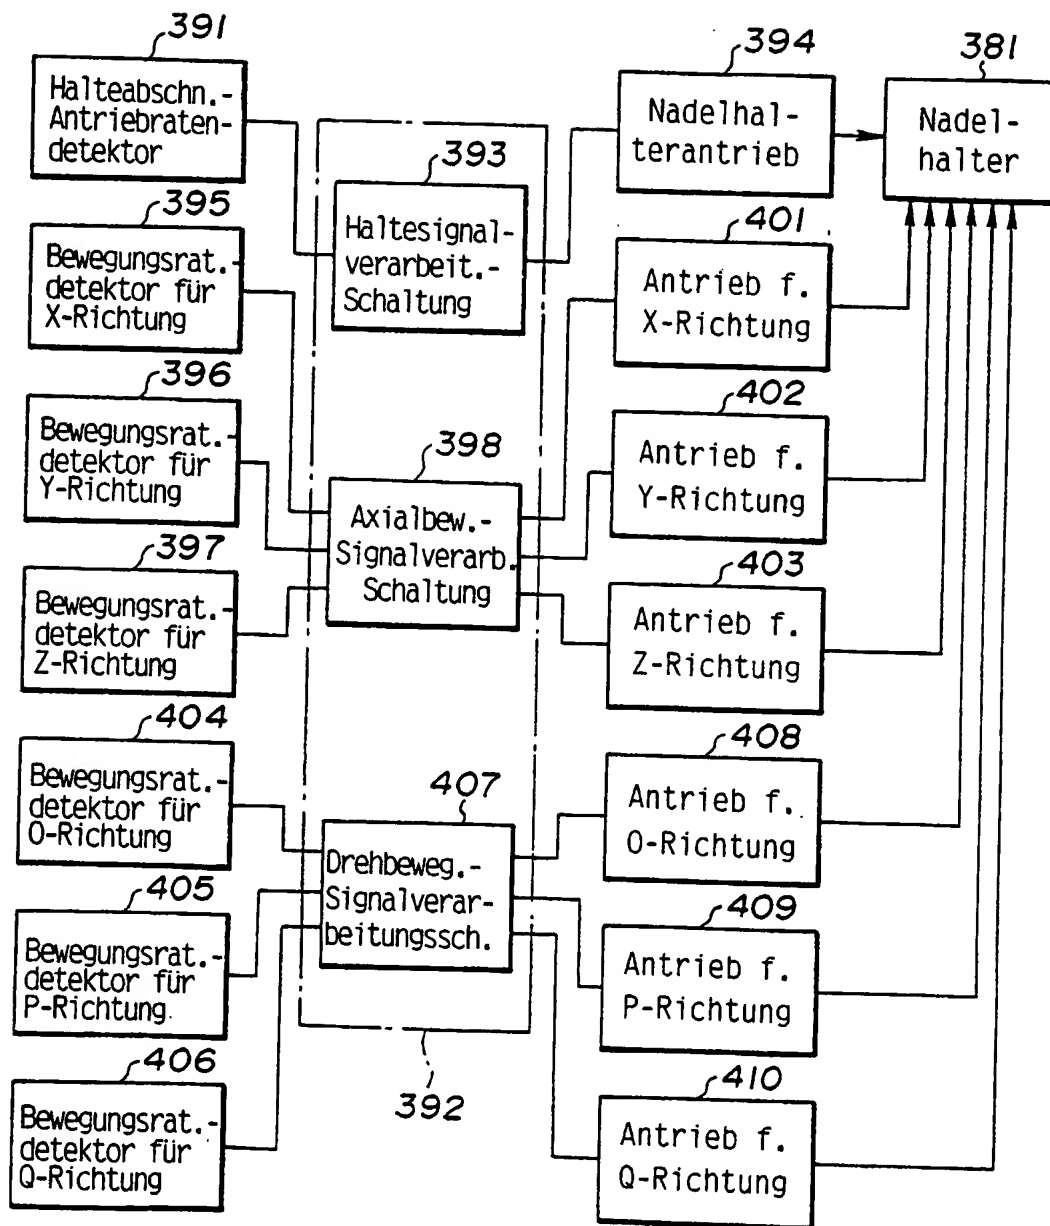 391
Halteabschn.-
Antriebraten-
detektor
395
Bewegungsrat.-
detektor für
X-Richtung
396
Bewegungsrat.-
detektor für
Y-Richtung
397
Bewegungsrat.-
detektor für
Z-Richtung
404
Bewegungsrat.-
detektor für
O-Richtung
405
Bewegungsrat.-
detektor für
P-Richtung
406
Bewegungsrat.-
detektor für
Q-Richtung
393
Haltesignal-
verarbeit.-
Schaltung
398
Axialbew.-
Signalverarb.
Schaltung
407
Drehbeweg.-
Signalverar-
beitungssch.
392
394
Nadelhal-
terantrieb
401
Antrieb f.
X-Richtung
402
Antrieb f.
Y-Richtung
403
Antrieb f.
Z-Richtung
408
Antrieb f.
O-Richtung
409
Antrieb f.
P-Richtung
410
Antrieb f.
Q-Richtung
381
Nadel-
halter